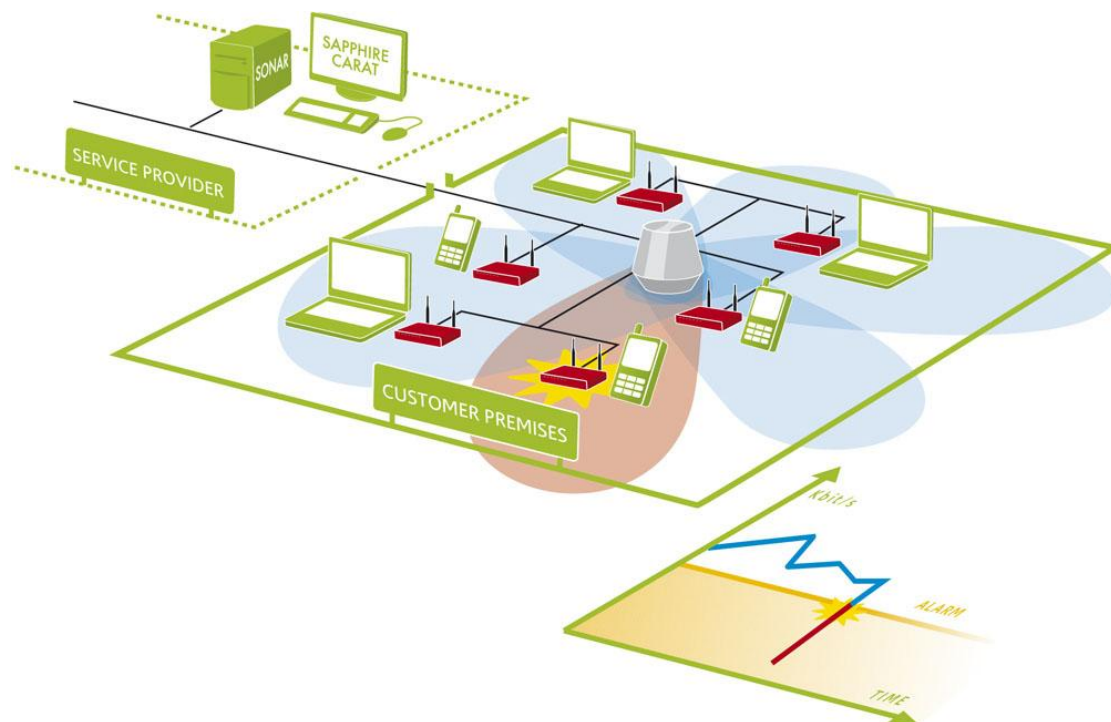 SONAR
SAPPHIRE
CARAT
SERVICE PROVIDER
CUSTOMER PREMISES
Kbit/s
ALARM
TIME